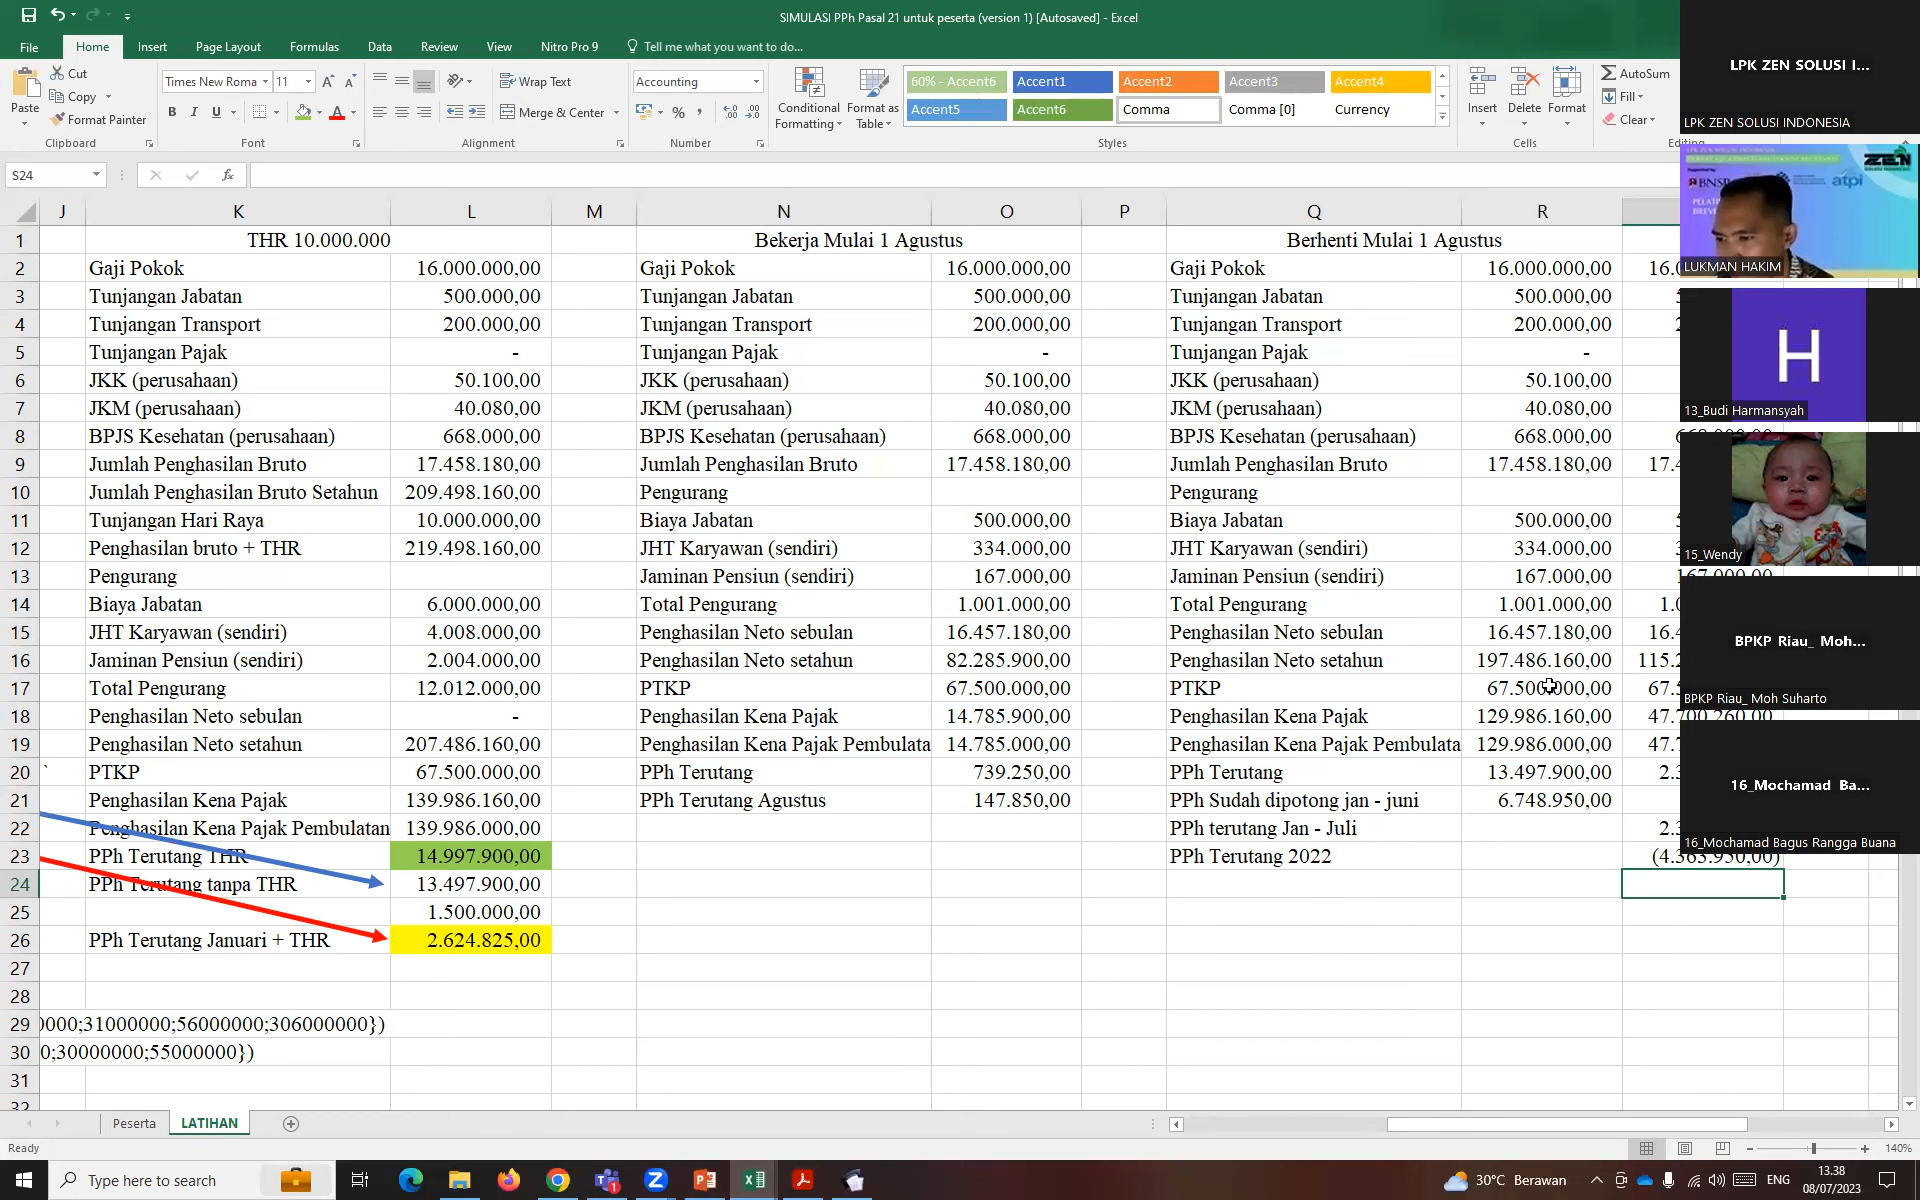 SIMULASI PPh Pasal 21 untuk peserta (version 1) [Autosaved] - Excel
File Home Insert Page Layout Formulas Data Review View Nitro Pro 9 Tell me what you want to do...
Cut
Copy
Format Painter
Paste
Clipboard
Times New Roma 11
B I U
Font
Wrap Text
Merge & Center
Alignment
Accounting
Number
Conditional Formatting
Format as Table
60% - Accent6 Accent1 Accent2 Accent3 Accent4
Accent5 Accent6 Comma Comma [0] Currency
Styles
Insert Delete Format
Cells
AutoSum
Fill
Clear
S24 fx
J K L M N O P Q R
1 THR 10.000.000 Bekerja Mulai 1 Agustus Berhenti Mulai 1 Agustus
2 Gaji Pokok 16.000.000,00 Gaji Pokok 16.000.000,00 Gaji Pokok 16.000.000,00
3 Tunjangan Jabatan 500.000,00 Tunjangan Jabatan 500.000,00 Tunjangan Jabatan 500.000,00
4 Tunjangan Transport 200.000,00 Tunjangan Transport 200.000,00 Tunjangan Transport 200.000,00
5 Tunjangan Pajak - Tunjangan Pajak - Tunjangan Pajak -
6 JKK (perusahaan) 50.100,00 JKK (perusahaan) 50.100,00 JKK (perusahaan) 50.100,00
7 JKM (perusahaan) 40.080,00 JKM (perusahaan) 40.080,00 JKM (perusahaan) 40.080,00
8 BPJS Kesehatan (perusahaan) 668.000,00 BPJS Kesehatan (perusahaan) 668.000,00 BPJS Kesehatan (perusahaan) 668.000,00
9 Jumlah Penghasilan Bruto 17.458.180,00 Jumlah Penghasilan Bruto 17.458.180,00 Jumlah Penghasilan Bruto 17.458.180,00 17.4
10 Jumlah Penghasilan Bruto Setahun 209.498.160,00 Pengurang Pengurang
11 Tunjangan Hari Raya 10.000.000,00 Biaya Jabatan 500.000,00 Biaya Jabatan 500.000,00
12 Penghasilan bruto + THR 219.498.160,00 JHT Karyawan (sendiri) 334.000,00 JHT Karyawan (sendiri) 334.000,00
13 Pengurang Jaminan Pensiun (sendiri) 167.000,00 Jaminan Pensiun (sendiri) 167.000,00 167.000,00
14 Biaya Jabatan 6.000.000,00 Total Pengurang 1.001.000,00 Total Pengurang 1.001.000,00
15 JHT Karyawan (sendiri) 4.008.000,00 Penghasilan Neto sebulan 16.457.180,00 Penghasilan Neto sebulan 16.457.180,00 16.4
16 Jaminan Pensiun (sendiri) 2.004.000,00 Penghasilan Neto setahun 82.285.900,00 Penghasilan Neto setahun 197.486.160,00 115.2
17 Total Pengurang 12.012.000,00 PTKP 67.500.000,00 PTKP 67.500.000,00 67.5
18 Penghasilan Neto sebulan - Penghasilan Kena Pajak 14.785.900,00 Penghasilan Kena Pajak 129.986.160,00 47.700.260,00
19 Penghasilan Neto setahun 207.486.160,00 Penghasilan Kena Pajak Pembulata 14.785.000,00 Penghasilan Kena Pajak Pembulata 129.986.000,00 47.7
20 ` PTKP 67.500.000,00 PPh Terutang 739.250,00 PPh Terutang 13.497.900,00 2.3
21 Penghasilan Kena Pajak 139.986.160,00 PPh Terutang Agustus 147.850,00 PPh Sudah dipotong jan - juni 6.748.950,00
22 Penghasilan Kena Pajak Pembulatan 139.986.000,00 PPh terutang Jan - Juli 2.3
23 PPh Terutang THR 14.997.900,00 PPh Terutang 2022 (4.363.950,00)
24 PPh Terutang tanpa THR 13.497.900,00
25 1.500.000,00
26 PPh Terutang Januari + THR 2.624.825,00
27
28
29 000;31000000;56000000;306000000})
30 0;30000000;55000000})
31
32
Peserta LATIHAN
Ready 140%
Type here to search
30°C Berawan ENG 13.38
08/07/2023
LPK ZEN SOLUSI I...
LPK ZEN SOLUSI INDONESIA
ZEN
BNSP
atpi
LUKMAN HAKIM
H
13_Budi Harmansyah
15_Wendy
BPKP Riau_ Moh...
BPKP Riau_ Moh Suharto
16_Mochamad Ba...
16_Mochamad Bagus Rangga Buana